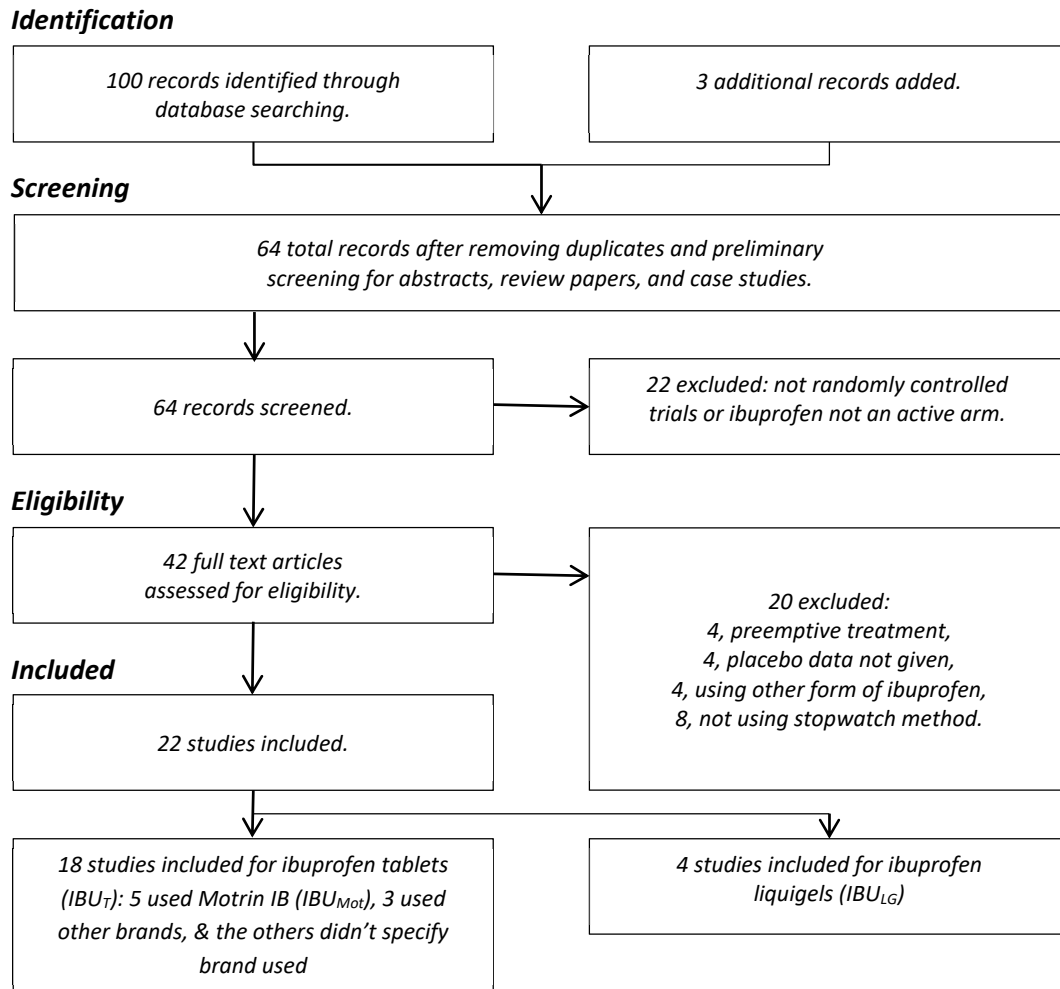 Identification
100 records identified through
database searching.
3 additional records added.
Screening
64 total records after removing duplicates and preliminary
screening for abstracts, review papers, and case studies.
64 records screened.
22 excluded: not randomly controlled
trials or ibuprofen not an active arm.
Eligibility
42 full text articles
assessed for eligibility.
20 excluded:
4, preemptive treatment,
4, placebo data not given,
4, using other form of ibuprofen,
8, not using stopwatch method.
Included
22 studies included.
18 studies included for ibuprofen tablets
(IBUT): 5 used Motrin IB (IBUMot), 3 used
other brands, & the others didn’t specify
brand used
4 studies included for ibuprofen
liquigels (IBULG)